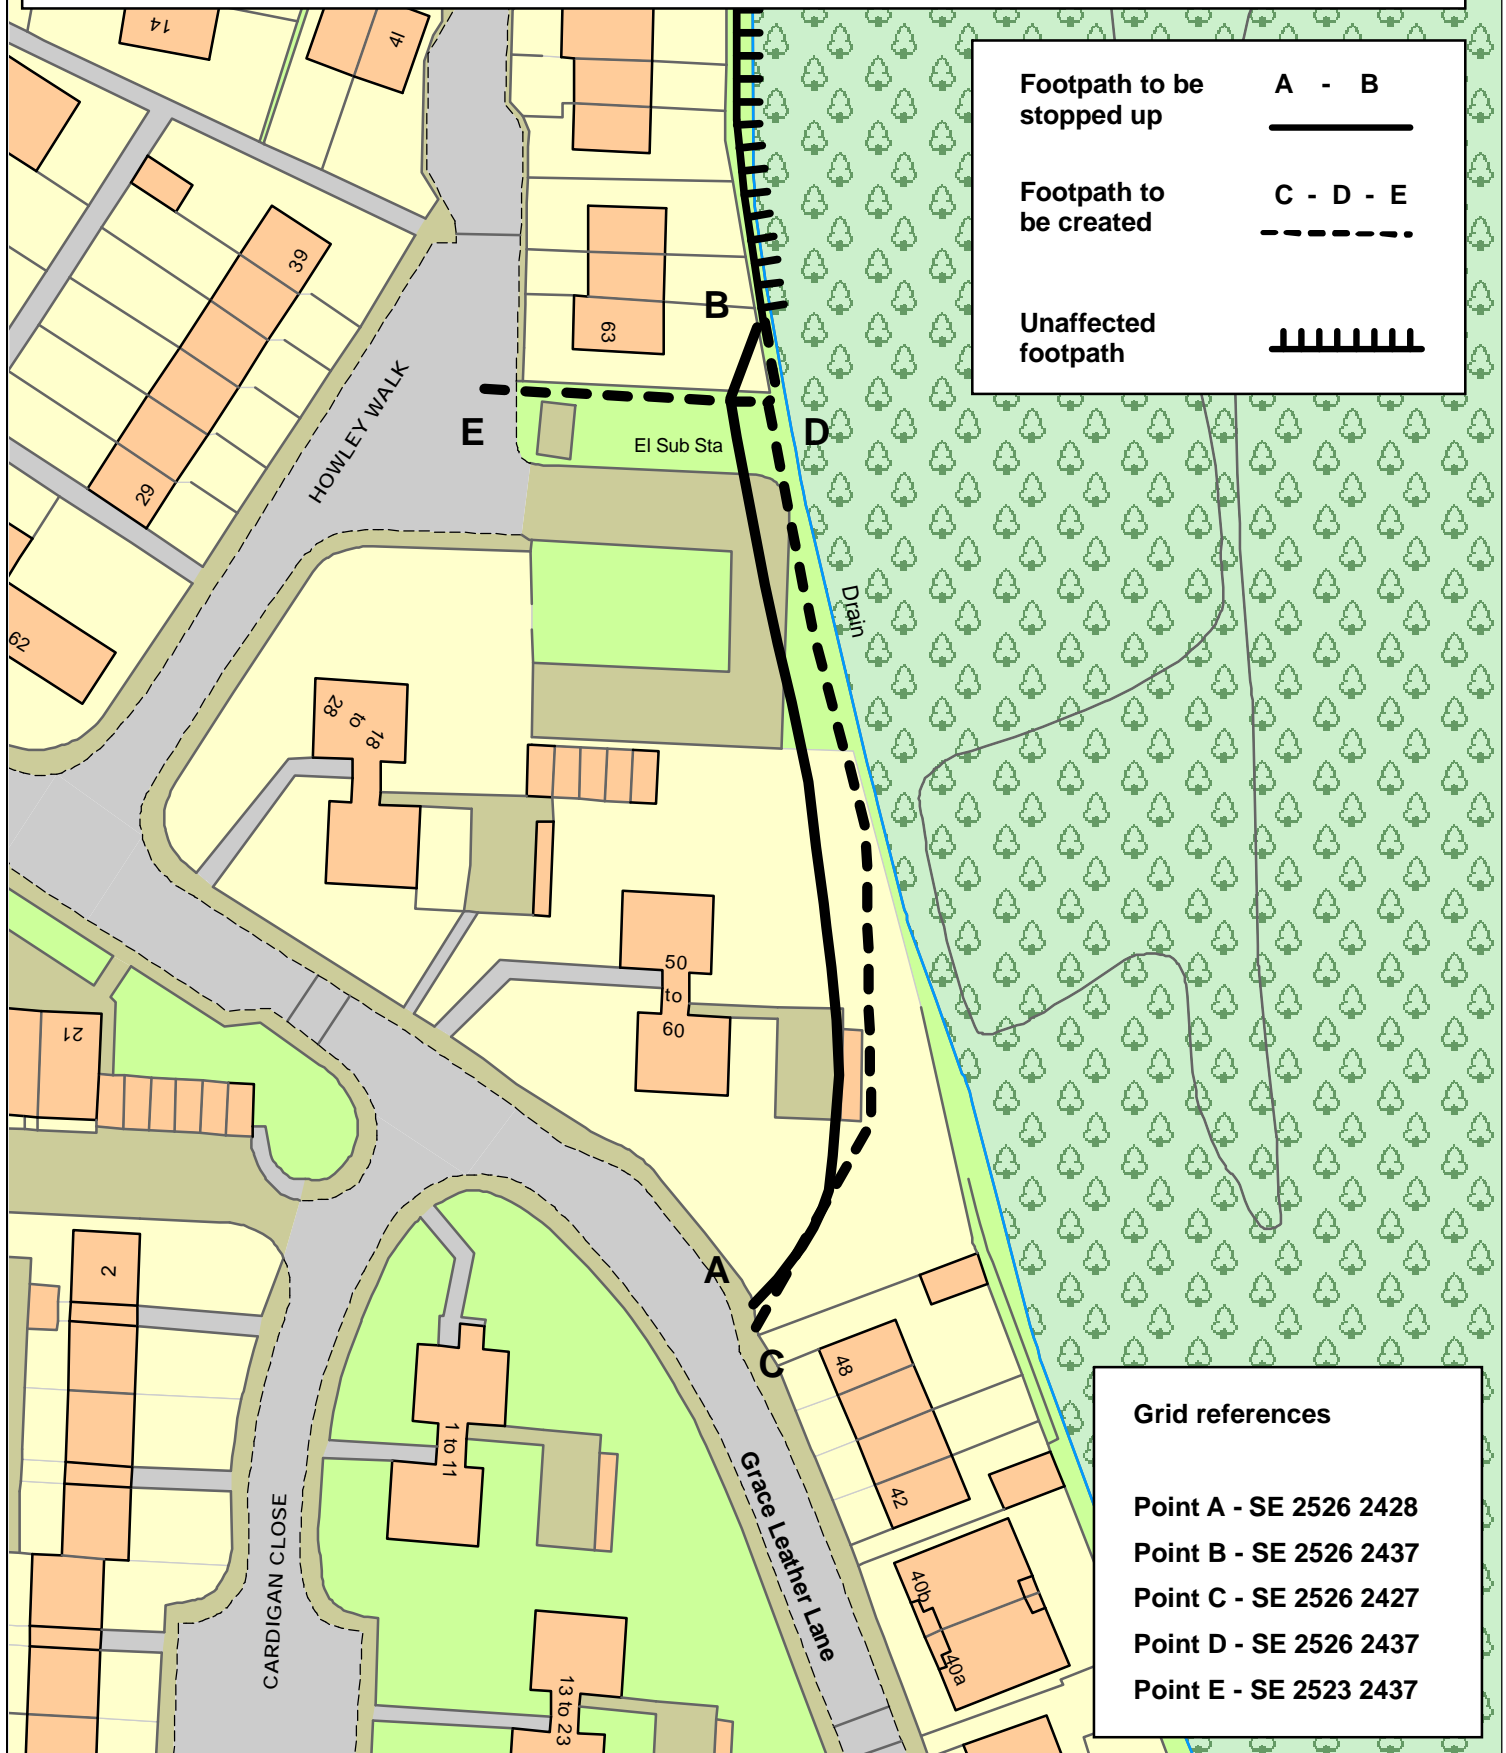 14
41
Footpath to be
stopped up
A - B
Footpath to
be created
C - D - E
Unaffected
footpath
39
B
63
HOWLEY WALK
E
D
El Sub Sta
29
Drain
62
28
to
18
50
to
60
21
A
2
C
48
42
1 to 11
Grace Leather Lane
CARDIGAN CLOSE
40b
40a
13 to 23
Grid references
Point A - SE 2526 2428
Point B - SE 2526 2437
Point C - SE 2526 2427
Point D - SE 2526 2437
Point E - SE 2523 2437